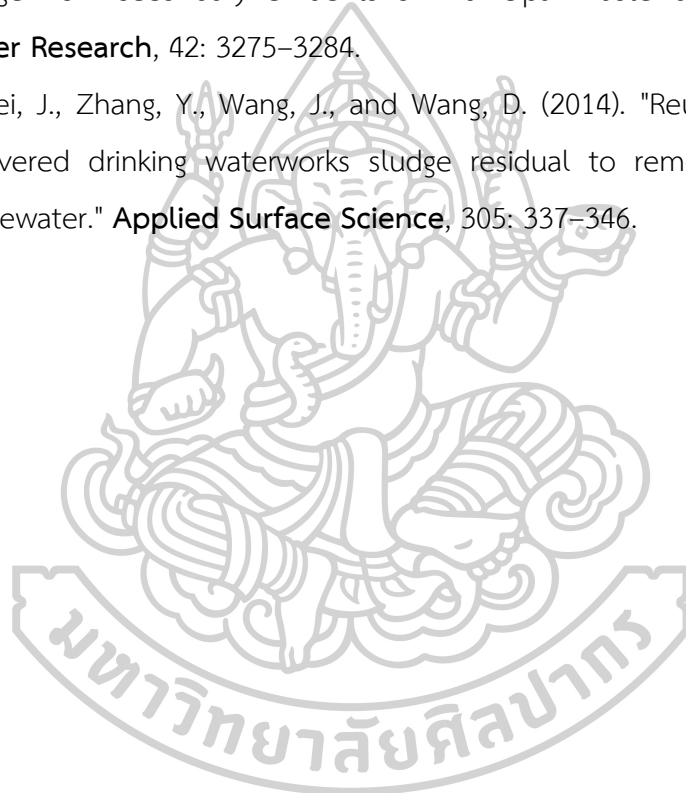 er Research, 42: 3275–3284.
ei, J., Zhang, Y., Wang, J., and Wang, D. (2014). "Reu
vered drinking waterworks sludge residual to rem
ewater." Applied Surface Science, 305: 337–346.
มหาวิทยาลัยศิลปากร